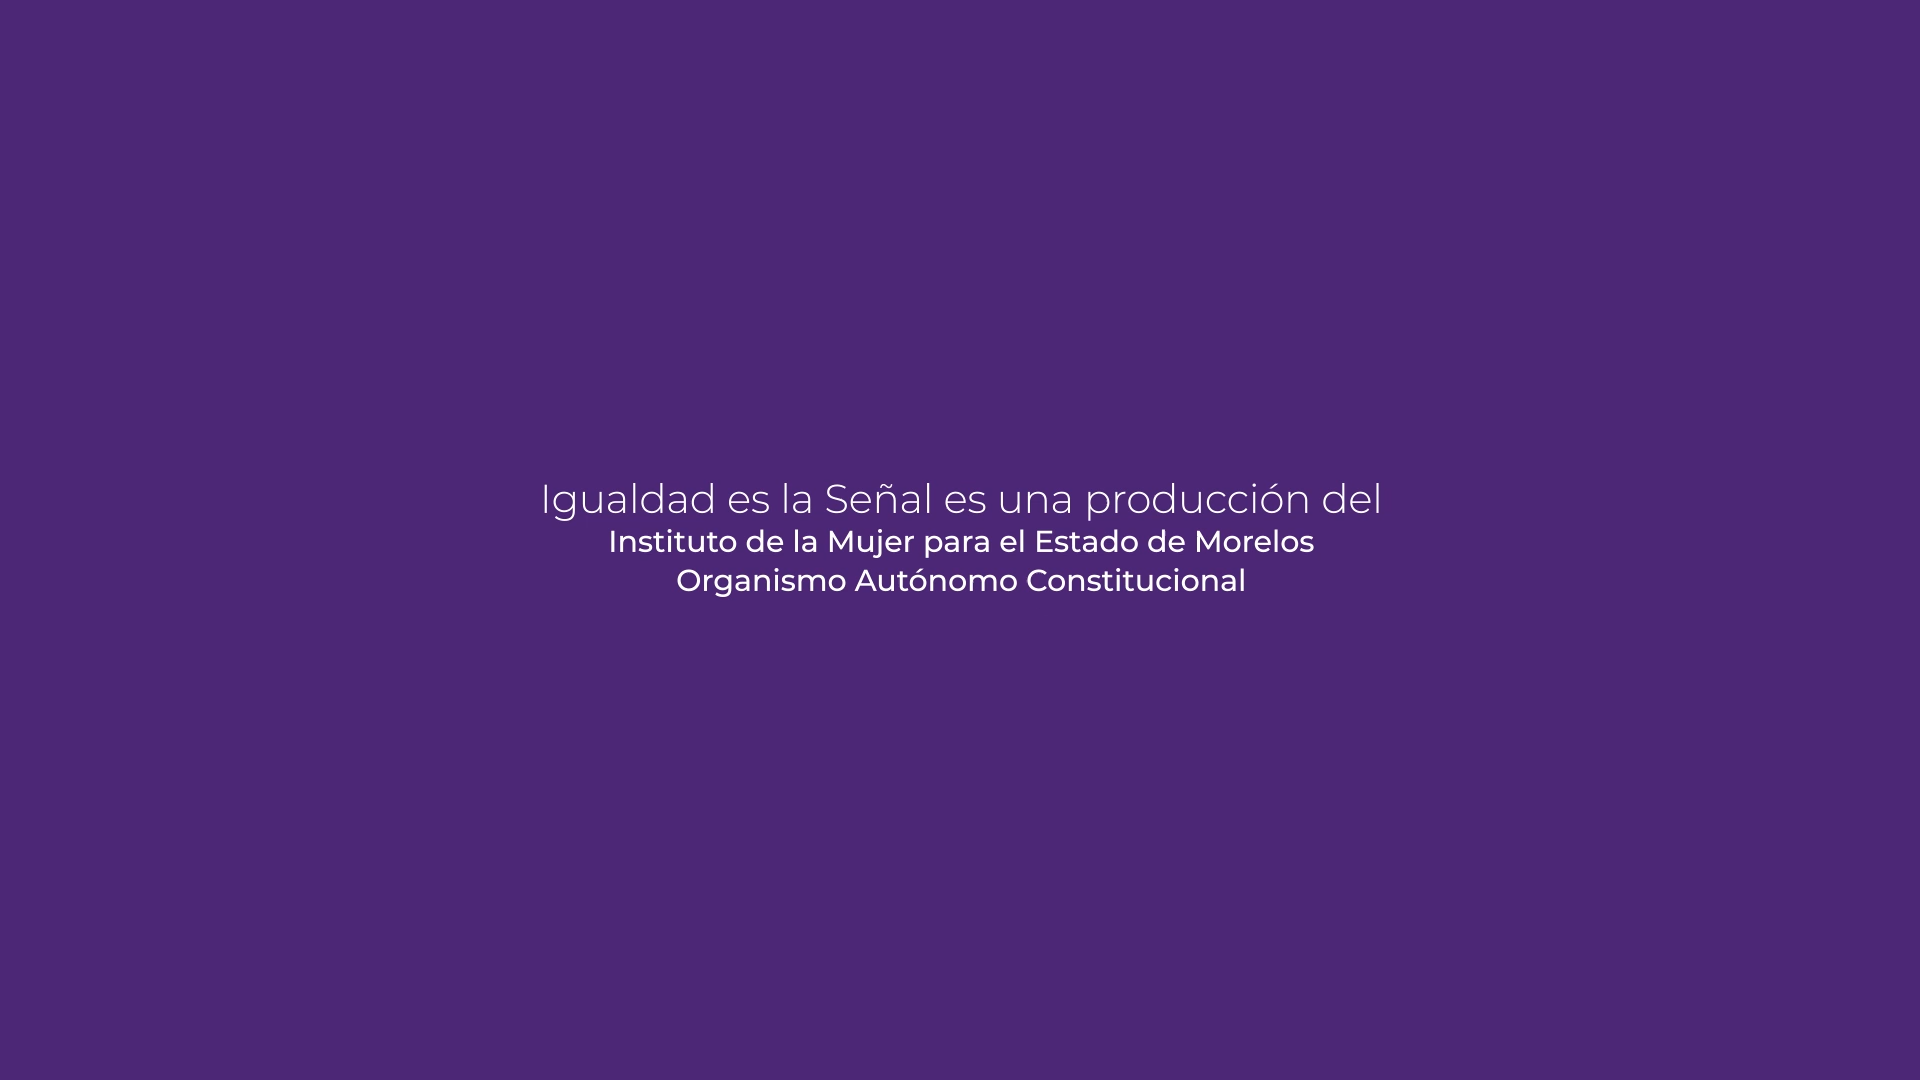 Igualdad es la Señal es una producción del
Instituto de la Mujer para el Estado de Morelos
Organismo Autónomo Constitucional